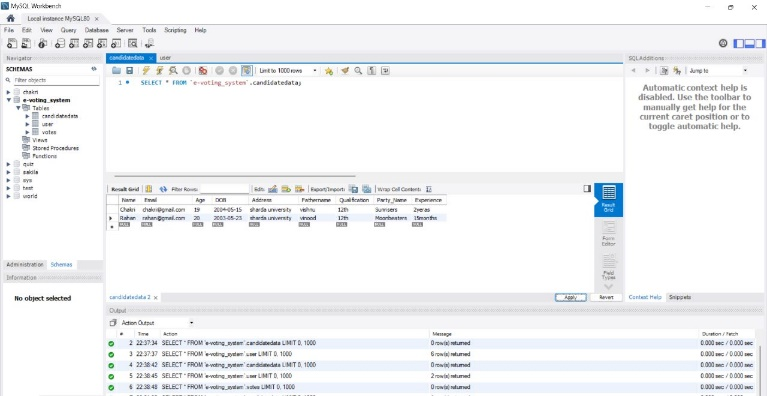 MySQL Workbench
Local instance MySQL80 ×
File Edit View Query Database Server Tools Scripting Help
Navigator
SCHEMAS
Filter objects
chakri
e-voting_system
Tables
candidatedata
user
votes
Views
Stored Procedures
Functions
quiz
sakila
sys
test
world
Administration Schemas
Information
No object selected
candidatedata × user
Limit to 1000 rows
1 SELECT * FROM `e-voting_system`.candidatedata;
Result Grid Filter Rows: Edit: Export/Import: Wrap Cell Content:
Name Email Age DOB Address Fathername Qualification Party_Name Experience
Chakri chakri@gmail.com 19 2004-05-15 sharda university vishnu 12th Sunrisers 2yeras
Rahan rahan@gmail.com 20 2003-05-23 sharda university vinood 12th Moonbeaters 15months
NULL NULL NULL NULL NULL NULL NULL NULL NULL
Result Grid
Form Editor
Field Types
candidatedata 2 × Apply Revert
SQL Additions
Jump to
Automatic context help is
disabled. Use the toolbar to
manually get help for the
current caret position or to
toggle automatic help.
Context Help Snippets
Output
Action Output
# Time Action Message Duration / Fetch
2 22:37:34 SELECT * FROM `e-voting_system`.candidatedata LIMIT 0, 1000 0 row(s) returned 0.000 sec / 0.000 sec
3 22:37:37 SELECT * FROM `e-voting_system`.user LIMIT 0, 1000 6 row(s) returned 0.000 sec / 0.000 sec
4 22:38:42 SELECT * FROM `e-voting_system`.candidatedata LIMIT 0, 1000 0 row(s) returned 0.000 sec / 0.000 sec
5 22:38:45 SELECT * FROM `e-voting_system`.user LIMIT 0, 1000 2 row(s) returned 0.000 sec / 0.000 sec
6 22:38:48 SELECT * FROM `e-voting_system`.votes LIMIT 0, 1000 0 row(s) returned 0.000 sec / 0.000 sec